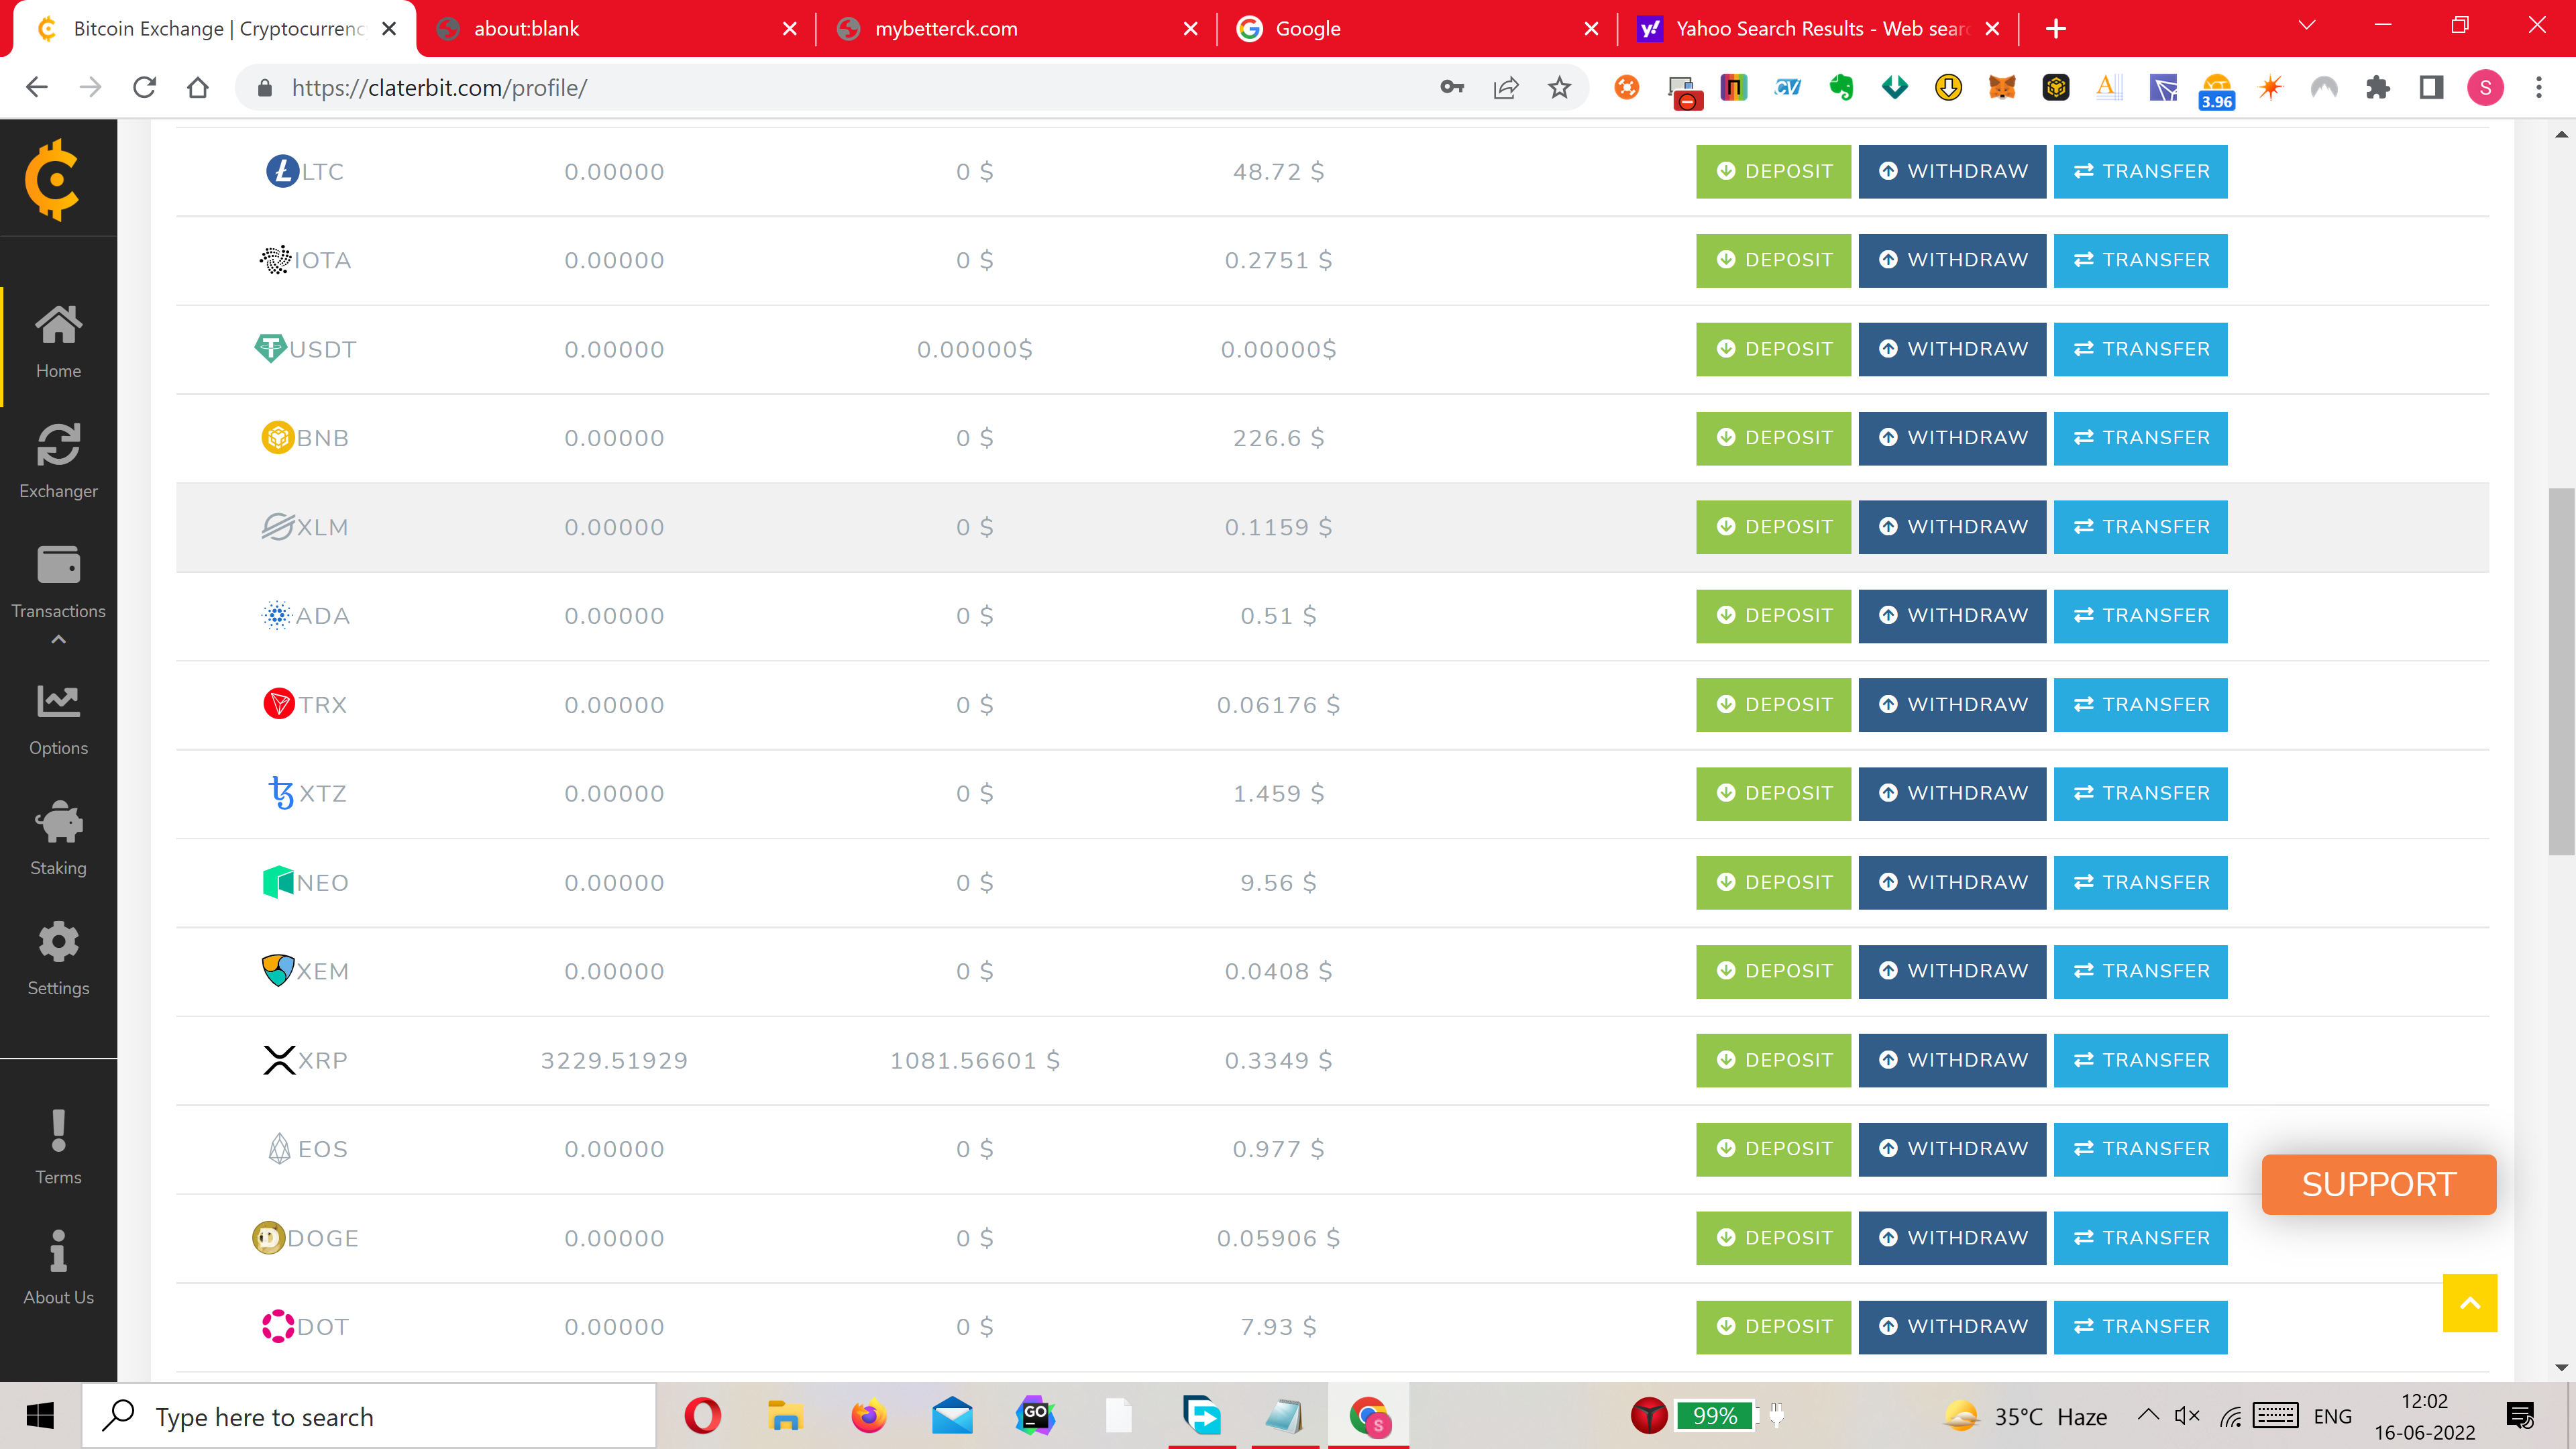 Bitcoin Exchange | Cryptocurrenc
about:blank
mybetterck.com
Google
Yahoo Search Results - Web sear
https://claterbit.com/profile/
3.96
S
Home
Exchanger
Transactions
Options
Staking
Settings
Terms
About Us
LTC 0.00000 0 $ 48.72 $ DEPOSIT WITHDRAW TRANSFER
IOTA 0.00000 0 $ 0.2751 $ DEPOSIT WITHDRAW TRANSFER
USDT 0.00000 0.00000$ 0.00000$ DEPOSIT WITHDRAW TRANSFER
BNB 0.00000 0 $ 226.6 $ DEPOSIT WITHDRAW TRANSFER
XLM 0.00000 0 $ 0.1159 $ DEPOSIT WITHDRAW TRANSFER
ADA 0.00000 0 $ 0.51 $ DEPOSIT WITHDRAW TRANSFER
TRX 0.00000 0 $ 0.06176 $ DEPOSIT WITHDRAW TRANSFER
XTZ 0.00000 0 $ 1.459 $ DEPOSIT WITHDRAW TRANSFER
NEO 0.00000 0 $ 9.56 $ DEPOSIT WITHDRAW TRANSFER
XEM 0.00000 0 $ 0.0408 $ DEPOSIT WITHDRAW TRANSFER
XRP 3229.51929 1081.56601 $ 0.3349 $ DEPOSIT WITHDRAW TRANSFER
EOS 0.00000 0 $ 0.977 $ DEPOSIT WITHDRAW TRANSFER
SUPPORT
DOGE 0.00000 0 $ 0.05906 $ DEPOSIT WITHDRAW TRANSFER
DOT 0.00000 0 $ 7.93 $ DEPOSIT WITHDRAW TRANSFER
Type here to search
GO
S
99%
35°C Haze
ENG
12:02
16-06-2022